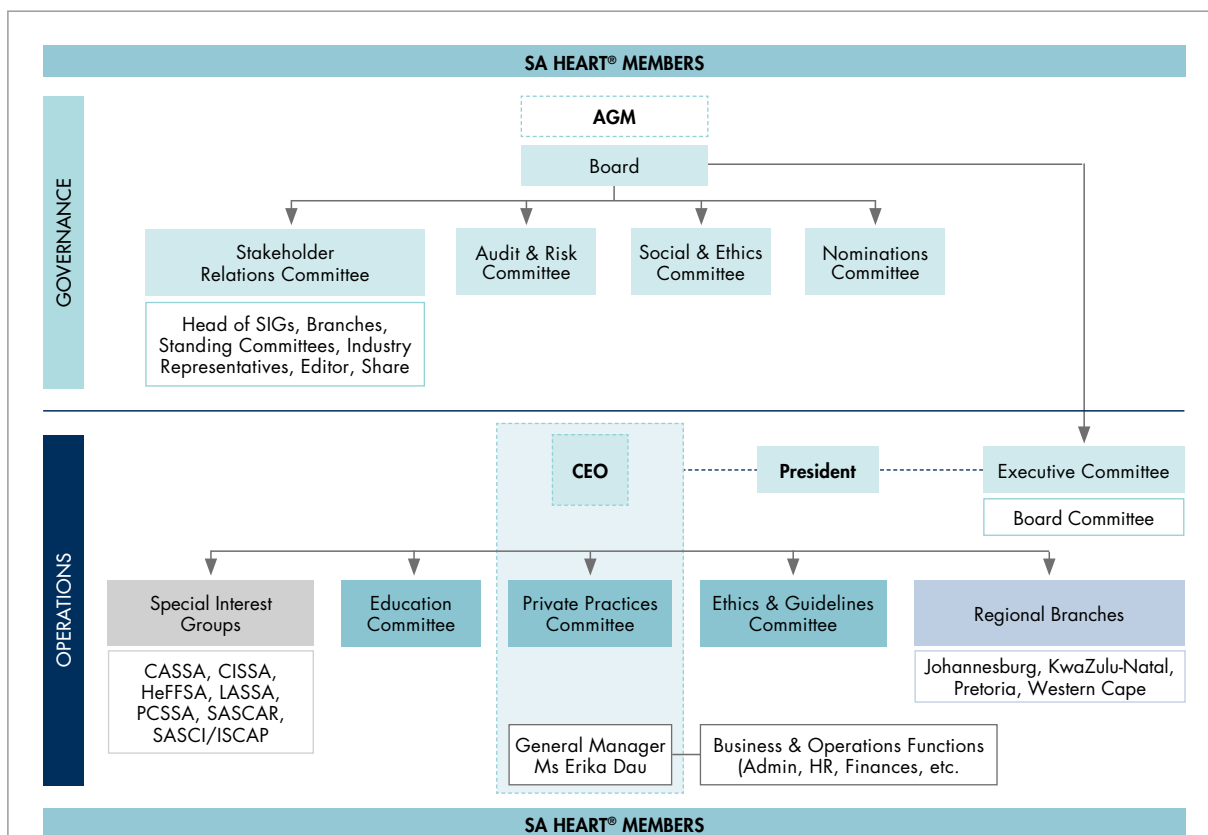 SA HEART® MEMBERS
GOVERNANCE
AGM
Board
Stakeholder
Relations Committee
Audit & Risk
Committee
Social & Ethics
Committee
Nominations
Committee
Head of SIGs, Branches,
Standing Committees, Industry
Representatives, Editor, Share
OPERATIONS
CEO
President
Executive Committee
Board Committee
Special Interest
Groups
Education
Committee
Private Practices
Committee
Ethics & Guidelines
Committee
Regional Branches
CASSA, CISSA,
HeFFSA, LASSA,
PCSSA, SASCAR,
SASCI/ISCAP
Johannesburg, KwaZulu-Natal,
Pretoria, Western Cape
General Manager
Ms Erika Dau
Business & Operations Functions
(Admin, HR, Finances, etc.
SA HEART® MEMBERS